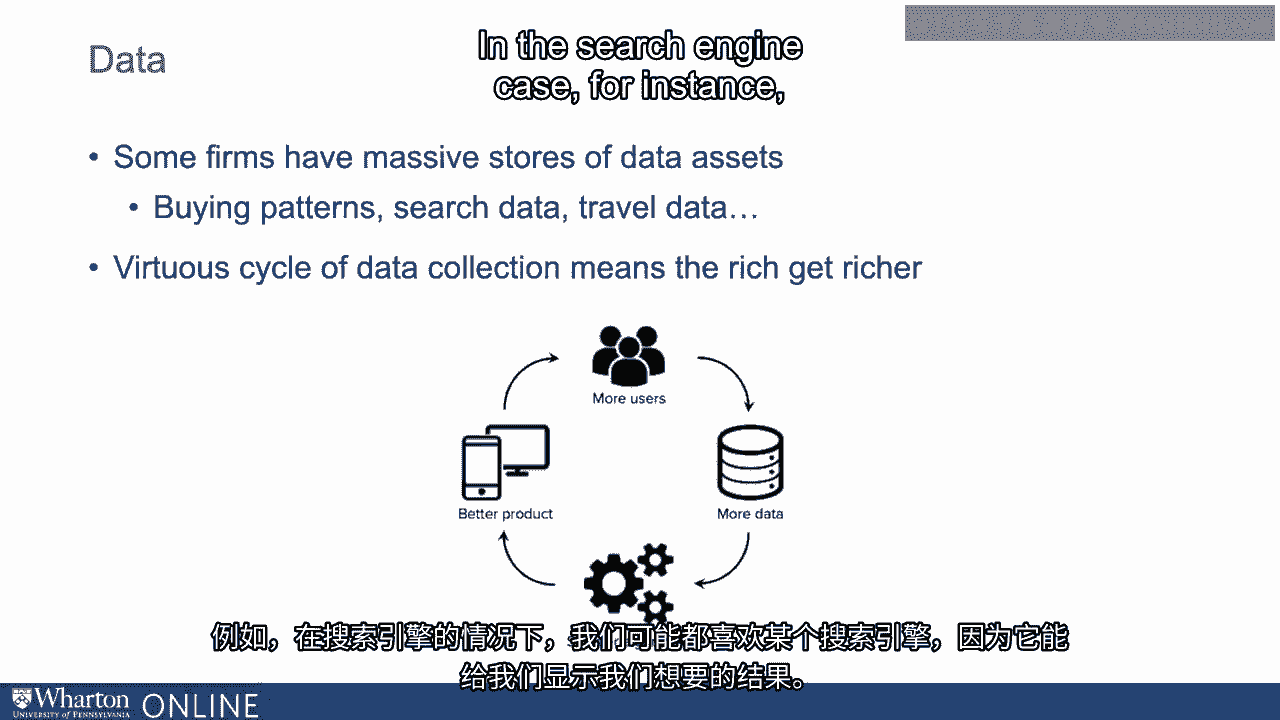 Data
In the search engine
case, for instance,
• Some firms have massive stores of data assets
• Buying patterns, search data, travel data…
• Virtuous cycle of data collection means the rich get richer
More users
Better product
More data
例如，在搜索引擎的情况下，我们可能都喜欢某个搜索引擎，因为它能
给我们显示我们想要的结果。
Wharton
UNIVERSITY of PENNSYLVANIA
ONLINE